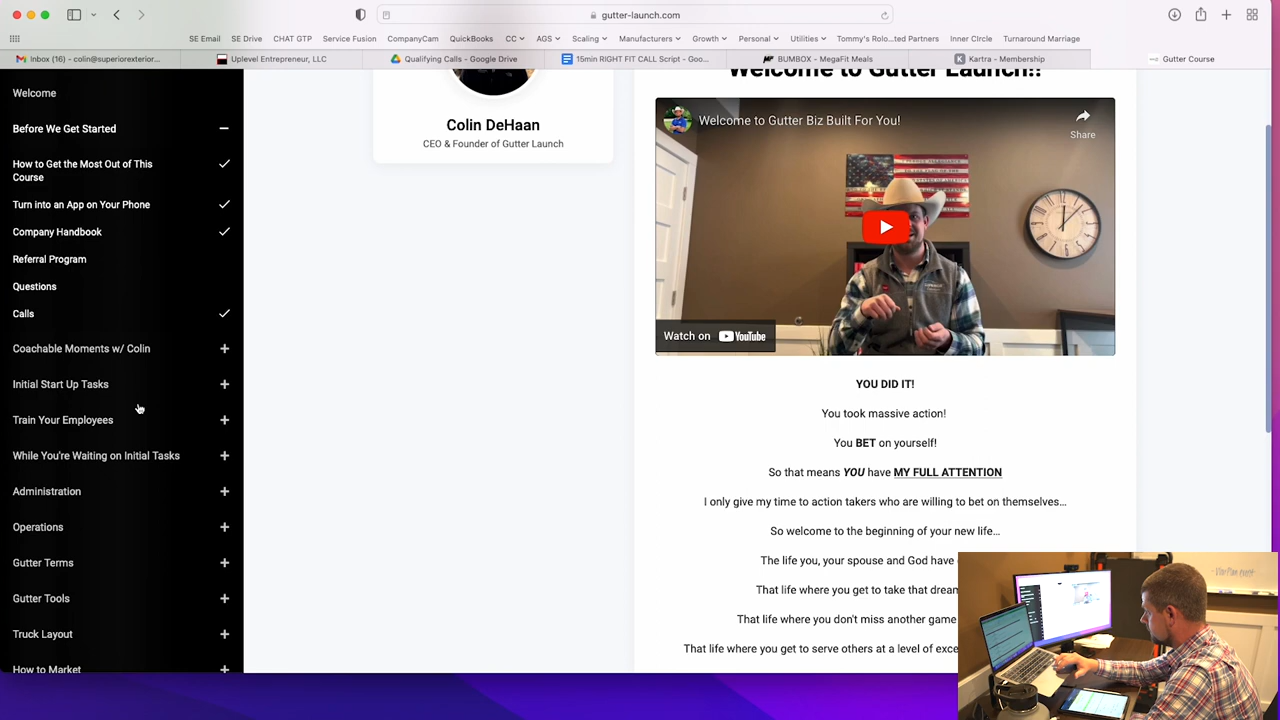 gutter-launch.com
SE Email
SE Drive
CHAT GTP
Service Fusion
CompanyCam
QuickBooks
CC
AGS
Scaling
Manufacturers
Growth
Personal
Utilities
Tommy's Rolo...ted Partners
Inner CIrcle
Turnaround Marriage
Inbox (16) - colin@superiorexterior...
Uplevel Entrepreneur, LLC
Qualifying Calls - Google Drive
15min RIGHT FIT CALL Script - Goo...
BUMBOX - MegaFit Meals
Kartra - Membership
Gutter Course
Welcome
Before We Get Started
How to Get the Most Out of This
Course
Turn into an App on Your Phone
Company Handbook
Referral Program
Questions
Calls
Coachable Moments w/ Colin
Initial Start Up Tasks
Train Your Employees
While You're Waiting on Initial Tasks
Administration
Operations
Gutter Terms
Gutter Tools
Truck Layout
How to Market
Colin DeHaan
CEO & Founder of Gutter Launch
Welcome to Gutter Launch!!
Welcome to Gutter Biz Built For You!
Share
Watch on YouTube
YOU DID IT!
You took massive action!
You BET on yourself!
So that means YOU have MY FULL ATTENTION
I only give my time to action takers who are willing to bet on themselves...
So welcome to the beginning of your new life...
The life you, your spouse and God have
That life where you get to take that dream
That life where you don't miss another game
That life where you get to serve others at a level of exce